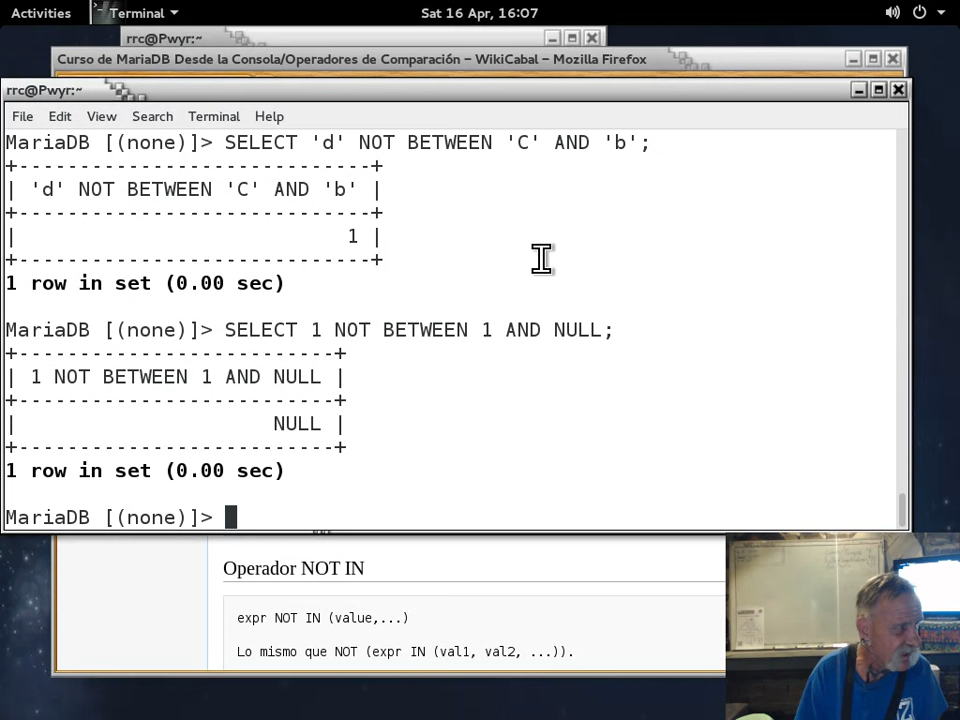 Activities Terminal Sat 16 Apr, 16:07
rrc@Pwyr:~
Curso de MariaDB Desde la Consola/Operadores de Comparación – WikiCabal – Mozilla Firefox
rrc@Pwyr:~
File Edit View Search Terminal Help
MariaDB [(none)]> SELECT 'd' NOT BETWEEN 'C' AND 'b';
+------------------------------+
| 'd' NOT BETWEEN 'C' AND 'b' |
+------------------------------+
| 1 |
+------------------------------+
1 row in set (0.00 sec)
MariaDB [(none)]> SELECT 1 NOT BETWEEN 1 AND NULL;
+---------------------------+
| 1 NOT BETWEEN 1 AND NULL |
+---------------------------+
| NULL |
+---------------------------+
1 row in set (0.00 sec)
MariaDB [(none)]>
Operador NOT IN
expr NOT IN (value,...)
Lo mismo que NOT (expr IN (val1, val2, ...)).